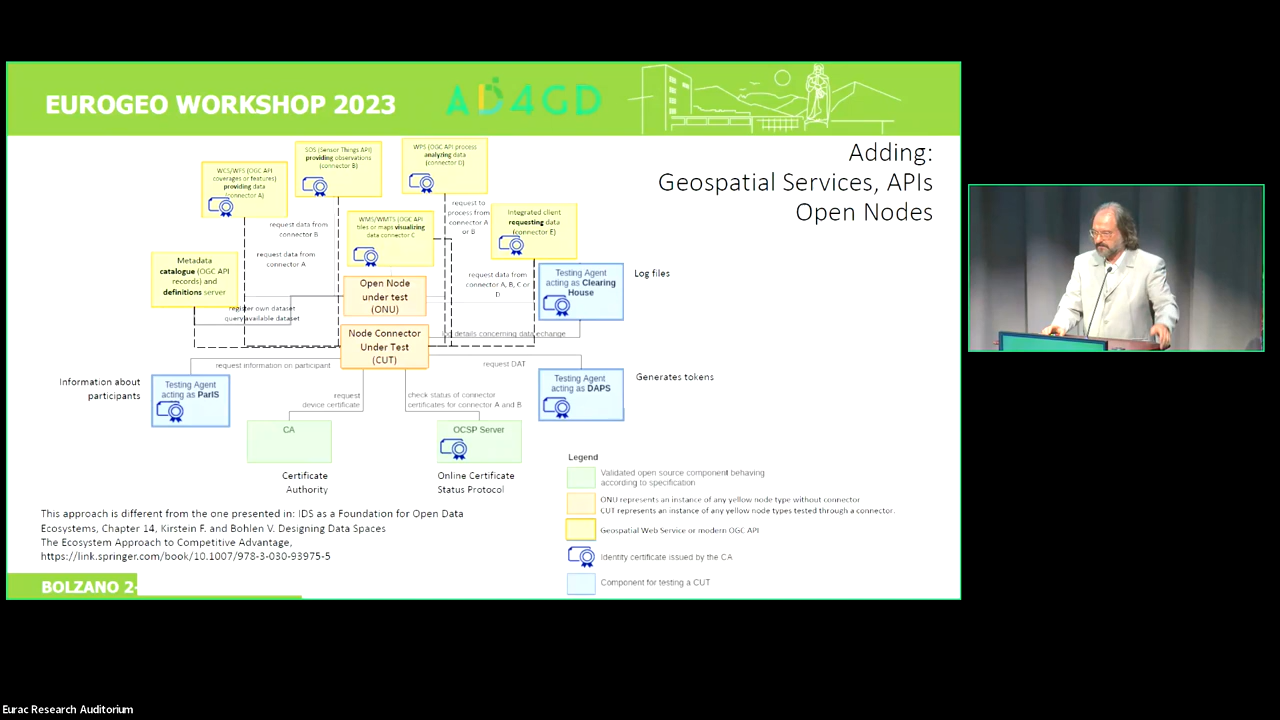 EUROGEO WORKSHOP 2023
AD4GD
Adding:
Geospatial Services, APIs
Open Nodes
WCS/WFS (OGC API
coverages or features)
providing data
(connector A)
SOS (Sensor Things API)
providing observations
(connector B)
WPS (OGC API process)
analyzing data
(connector D)
WMS/WMTS (OGC API
tiles or maps visualizing
data connector C
Integrated client
requesting data
(connector E)
Metadata
catalogue (OGC API
records) and
definitions server
request data from
connector B
request data from
connector A
request to
process from
connector A
or B
request data from
connector A, B, C or
D
register own dataset
query available dataset
Open Node
under test
(ONU)
Node Connector
Under Test
(CUT)
Testing Agent
acting as Clearing
House
Log files
log details concerning data exchange
request information on participant
request DAT
Information about
participants
Testing Agent
acting as ParIS
Testing Agent
acting as DAPS
Generates tokens
request
device certificate
check status of connector
certificates for connector A and B
CA
OCSP Server
Certificate
Authority
Online Certificate
Status Protocol
Legend
Validated open source component behaving
according to specification
ONU represents an instance of any yellow node type without connector
CUT represents an instance of any yellow node types tested through a connector.
Geospatial Web Service or modern OGC API
Identity certificate issued by the CA
Component for testing a CUT
This approach is different from the one presented in: IDS as a Foundation for Open Data
Ecosystems, Chapter 14, Kirstein F. and Bohlen V. Designing Data Spaces
The Ecosystem Approach to Competitive Advantage,
https://link.springer.com/book/10.1007/978-3-030-93975-5
BOLZANO 2-
Eurac Research Auditorium